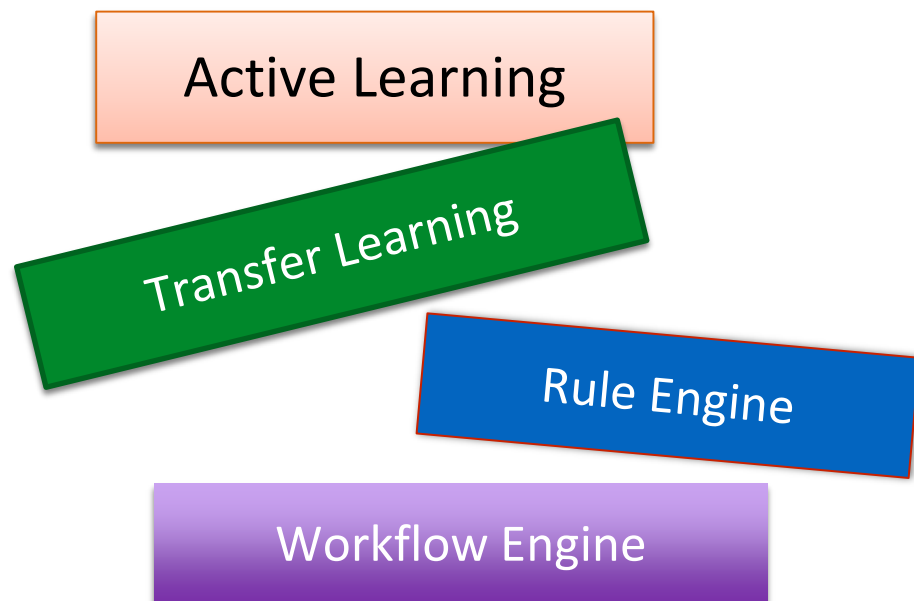 Active Learning
Transfer Learning
Rule Engine
Workflow Engine